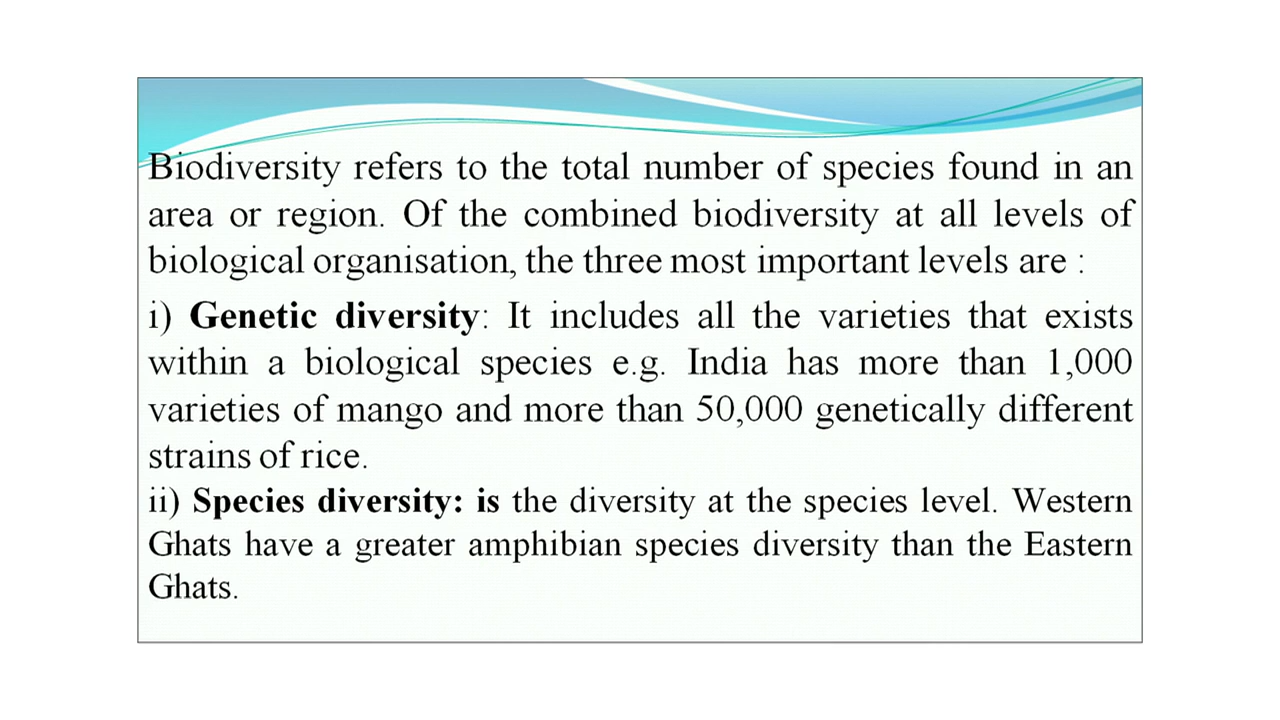 Biodiversity refers to the total number of species found in an
area or region. Of the combined biodiversity at all levels of
biological organisation, the three most important levels are :
i) Genetic diversity: It includes all the varieties that exists
within a biological species e.g. India has more than 1,000
varieties of mango and more than 50,000 genetically different
strains of rice.
ii) Species diversity: is the diversity at the species level. Western
Ghats have a greater amphibian species diversity than the Eastern
Ghats.